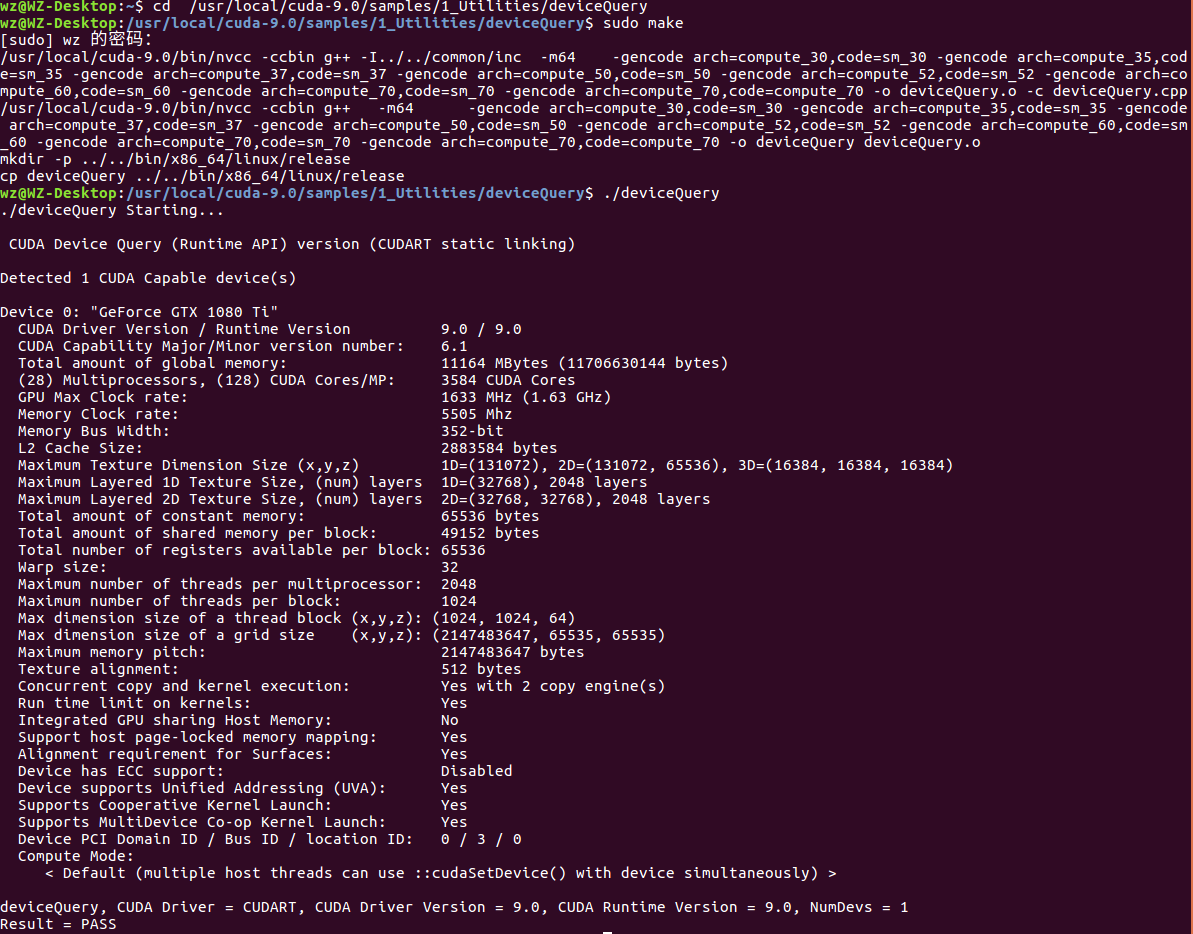 wz@WZ-Desktop:~$ cd  /usr/local/cuda-9.0/samples/1_Utilities/deviceQuery
wz@WZ-Desktop:/usr/local/cuda-9.0/samples/1_Utilities/deviceQuery$ sudo make
[sudo] wz 的密码：
/usr/local/cuda-9.0/bin/nvcc -ccbin g++ -I../../common/inc  -m64    -gencode arch=compute_30,code=sm_30 -gencode arch=compute_35,cod
e=sm_35 -gencode arch=compute_37,code=sm_37 -gencode arch=compute_50,code=sm_50 -gencode arch=compute_52,code=sm_52 -gencode arch=co
mpute_60,code=sm_60 -gencode arch=compute_70,code=sm_70 -gencode arch=compute_70,code=compute_70 -o deviceQuery.o -c deviceQuery.cpp
/usr/local/cuda-9.0/bin/nvcc -ccbin g++   -m64      -gencode arch=compute_30,code=sm_30 -gencode arch=compute_35,code=sm_35 -gencode
 arch=compute_37,code=sm_37 -gencode arch=compute_50,code=sm_50 -gencode arch=compute_52,code=sm_52 -gencode arch=compute_60,code=sm
_60 -gencode arch=compute_70,code=sm_70 -gencode arch=compute_70,code=compute_70 -o deviceQuery deviceQuery.o
mkdir -p ../../bin/x86_64/linux/release
cp deviceQuery ../../bin/x86_64/linux/release
wz@WZ-Desktop:/usr/local/cuda-9.0/samples/1_Utilities/deviceQuery$ ./deviceQuery
./deviceQuery Starting...

 CUDA Device Query (Runtime API) version (CUDART static linking)

Detected 1 CUDA Capable device(s)

Device 0: "GeForce GTX 1080 Ti"
  CUDA Driver Version / Runtime Version          9.0 / 9.0
  CUDA Capability Major/Minor version number:    6.1
  Total amount of global memory:                 11164 MBytes (11706630144 bytes)
  (28) Multiprocessors, (128) CUDA Cores/MP:     3584 CUDA Cores
  GPU Max Clock rate:                            1633 MHz (1.63 GHz)
  Memory Clock rate:                             5505 Mhz
  Memory Bus Width:                              352-bit
  L2 Cache Size:                                 2883584 bytes
  Maximum Texture Dimension Size (x,y,z)         1D=(131072), 2D=(131072, 65536), 3D=(16384, 16384, 16384)
  Maximum Layered 1D Texture Size, (num) layers  1D=(32768), 2048 layers
  Maximum Layered 2D Texture Size, (num) layers  2D=(32768, 32768), 2048 layers
  Total amount of constant memory:               65536 bytes
  Total amount of shared memory per block:       49152 bytes
  Total number of registers available per block: 65536
  Warp size:                                     32
  Maximum number of threads per multiprocessor:  2048
  Maximum number of threads per block:           1024
  Max dimension size of a thread block (x,y,z): (1024, 1024, 64)
  Max dimension size of a grid size    (x,y,z): (2147483647, 65535, 65535)
  Maximum memory pitch:                          2147483647 bytes
  Texture alignment:                             512 bytes
  Concurrent copy and kernel execution:          Yes with 2 copy engine(s)
  Run time limit on kernels:                     Yes
  Integrated GPU sharing Host Memory:            No
  Support host page-locked memory mapping:       Yes
  Alignment requirement for Surfaces:            Yes
  Device has ECC support:                        Disabled
  Device supports Unified Addressing (UVA):      Yes
  Supports Cooperative Kernel Launch:            Yes
  Supports MultiDevice Co-op Kernel Launch:      Yes
  Device PCI Domain ID / Bus ID / location ID:   0 / 3 / 0
  Compute Mode:
     < Default (multiple host threads can use ::cudaSetDevice() with device simultaneously) >

deviceQuery, CUDA Driver = CUDART, CUDA Driver Version = 9.0, CUDA Runtime Version = 9.0, NumDevs = 1
Result = PASS